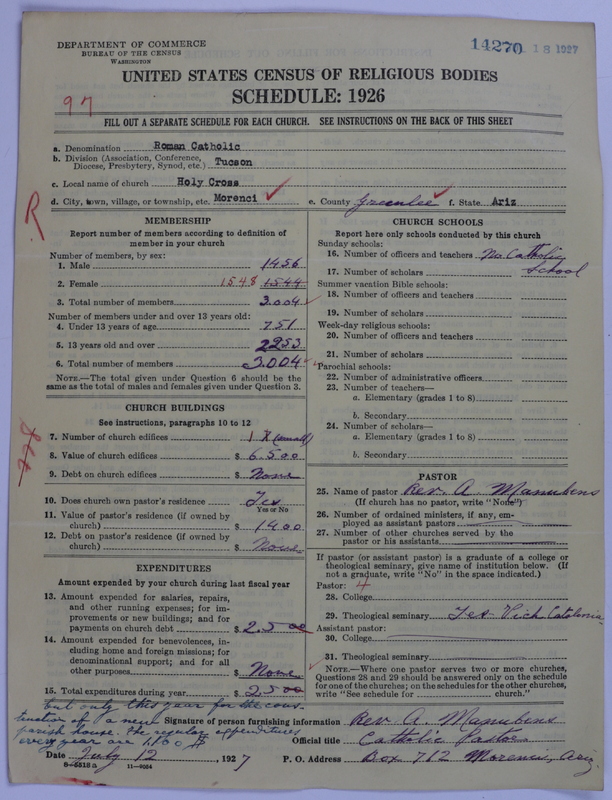 DEPARTMENT OF COMMERCE
BUREAU OF THE CENSUS
WASHINGTON
14270 18 1927
UNITED STATES CENSUS OF RELIGIOUS BODIES
SCHEDULE: 1926
97
FILL OUT A SEPARATE SCHEDULE FOR EACH CHURCH. SEE INSTRUCTIONS ON THE BACK OF THIS SHEET
a. Denomination Roman Catholic
b. Division (Association, Conference, Diocese, Presbytery, Synod, etc.) Tucson
c. Local name of church Holy Cross
d. City, town, village, or township, etc. Morenci e. County Greenlee f. State Ariz
R
MEMBERSHIP
Report number of members according to definition of
member in your church
Number of members, by sex:
1. Male 1456
2. Female 1548 1544
3. Total number of members 3.004
Number of members under and over 13 years old:
4. Under 13 years of age 751
5. 13 years old and over 2253
6. Total number of members 3.004
NOTE.—The total given under Question 6 should be
same as the total of males and females given under Question 3.
CHURCH BUILDINGS
See instructions, paragraphs 10 to 12
7. Number of church edifices 1 (small)
8. Value of church edifices $ 6.500
9. Debt on church edifices $ None
10. Does church own pastor's residence Yes
Yes or No
11. Value of pastor's residence (if owned by
church) $ 1400
12. Debt on pastor's residence (if owned by
church) $ None
EXPENDITURES
Amount expended by your church during last fiscal year
13. Amount expended for salaries, repairs,
and other running expenses; for im-
provements or new buildings; and for
payments on church debt $ 2.500
14. Amount expended for benevolences, in-
cluding home and foreign missions; for
denominational support; and for all
other purposes $ None
15. Total expenditures during year $ 2500
but only this year for the cons-
truction of a new
parish house; the regular expenditures
every year are 1,100 $
CHURCH SCHOOLS
Report here only schools conducted by this church
Sunday schools:
16. Number of officers and teachers No Catholic
17. Number of scholars School
Summer vacation Bible schools:
18. Number of officers and teachers
19. Number of scholars
Week-day religious schools:
20. Number of officers and teachers
21. Number of scholars
Parochial schools:
22. Number of administrative officers
23. Number of teachers—
a. Elementary (grades 1 to 8)
b. Secondary
24. Number of scholars—
a. Elementary (grades 1 to 8)
b. Secondary
PASTOR
25. Name of pastor Rev. A. Manubens
(If church has no pastor, write "None")
26. Number of ordained ministers, if any, em-
ployed as assistant pastors
27. Number of other churches served by the
pastor or his assistants
If pastor (or assistant pastor) is a graduate of a college or
theological seminary, give name of institution below. (If
not a graduate, write "No" in the space indicated.)
Pastor: 4
28. College
29. Theological seminary Yes Vich Catalonia
Assistant pastor:
30. College
31. Theological seminary
NOTE.—Where one pastor serves two or more churches,
Questions 28 and 29 should be answered only on the schedule
for one of the churches; on the schedules for the other churches,
write "See schedule for church."
Signature of person furnishing information Rev. A. Manubens
Official title Catholic Pastor
Date July 12 1927 P. O. Address Box 712 Morenci, Ariz
8-5518a 11-8054